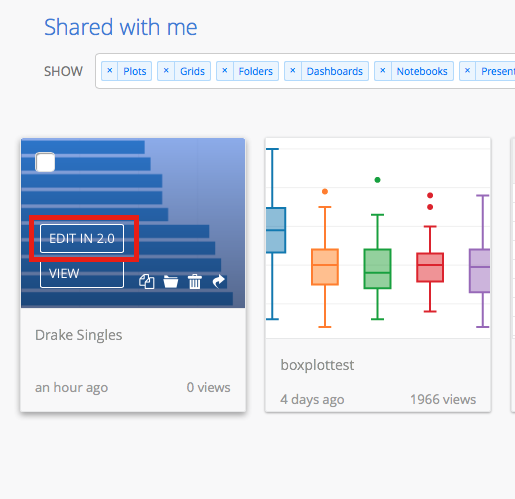 Shared with me
SHOW × Plots × Grids × Folders × Dashboards × Notebooks × Present
EDIT IN 2.0
VIEW
Drake Singles
an hour ago 0 views
boxplottest
4 days ago 1966 views